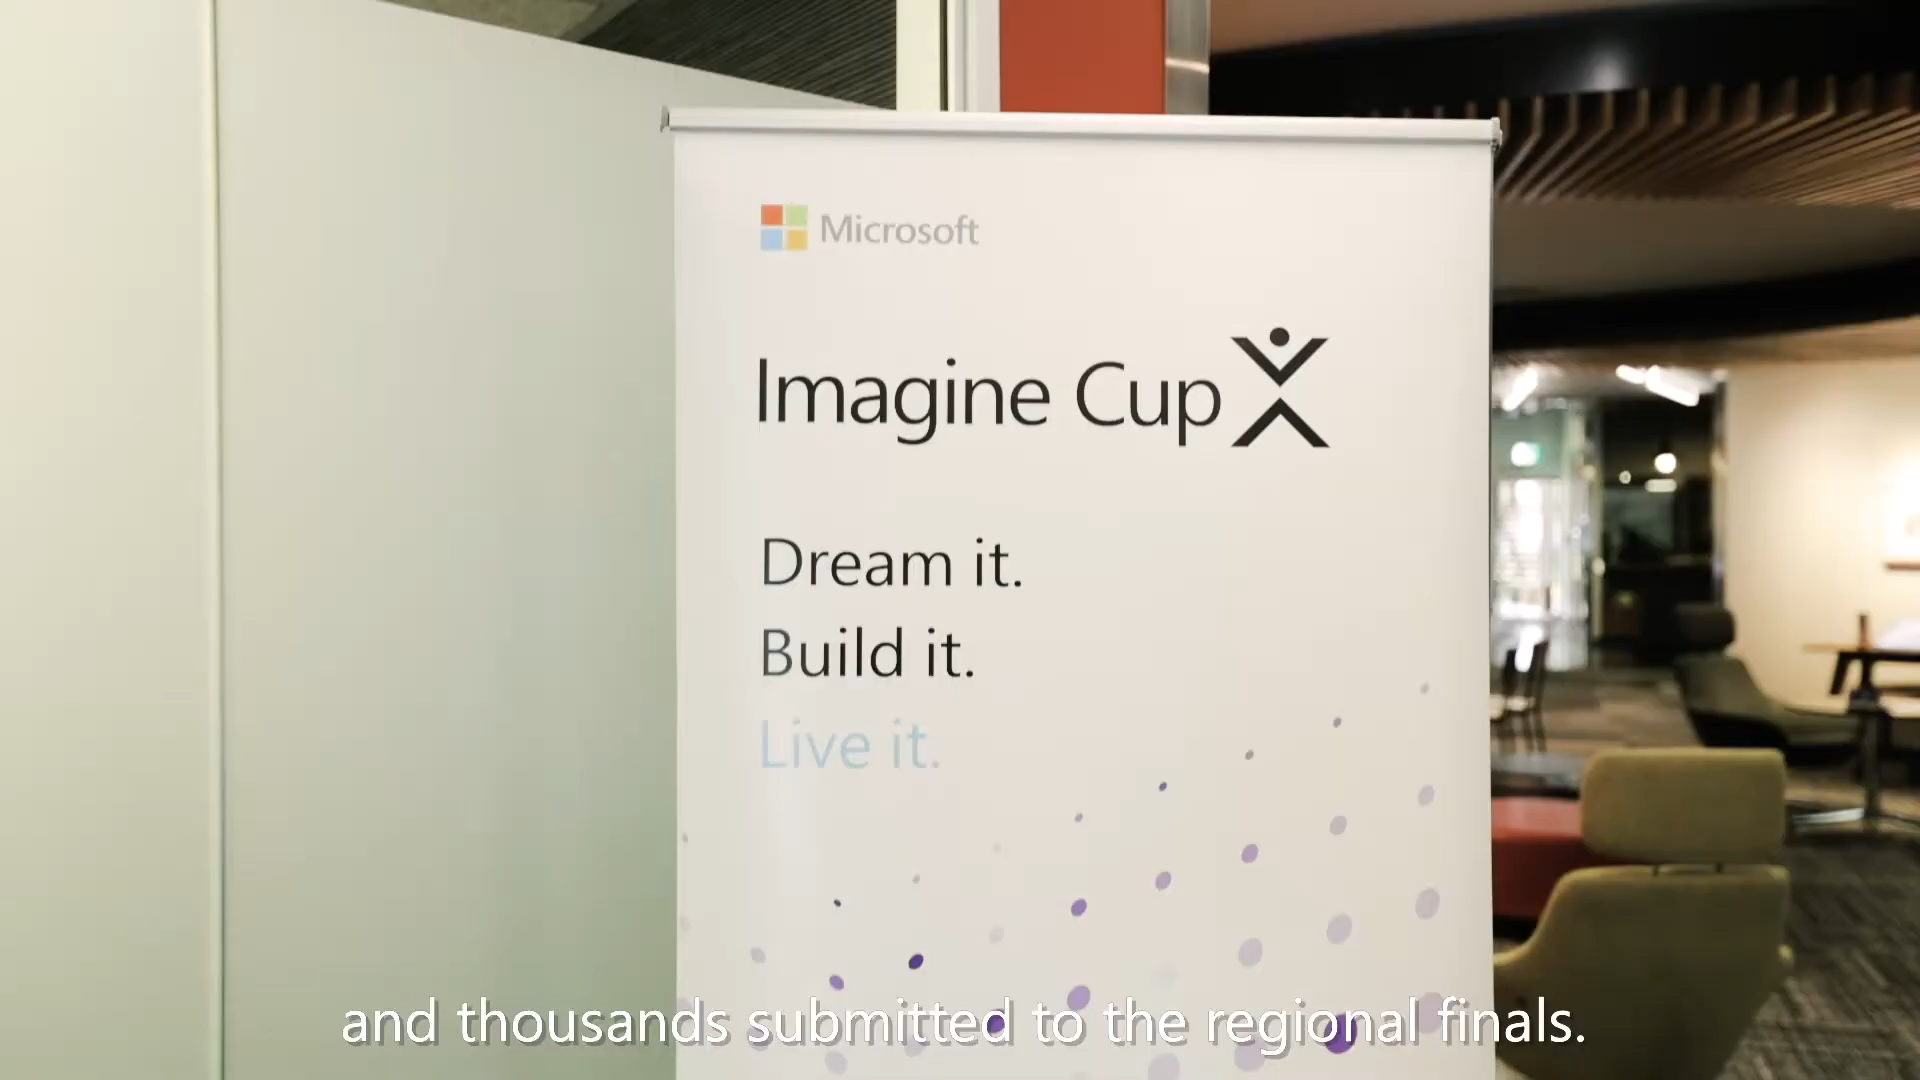 Microsoft
Imagine Cup
Dream it.
Build it.
Live it.
and thousands submitted to the regional finals.